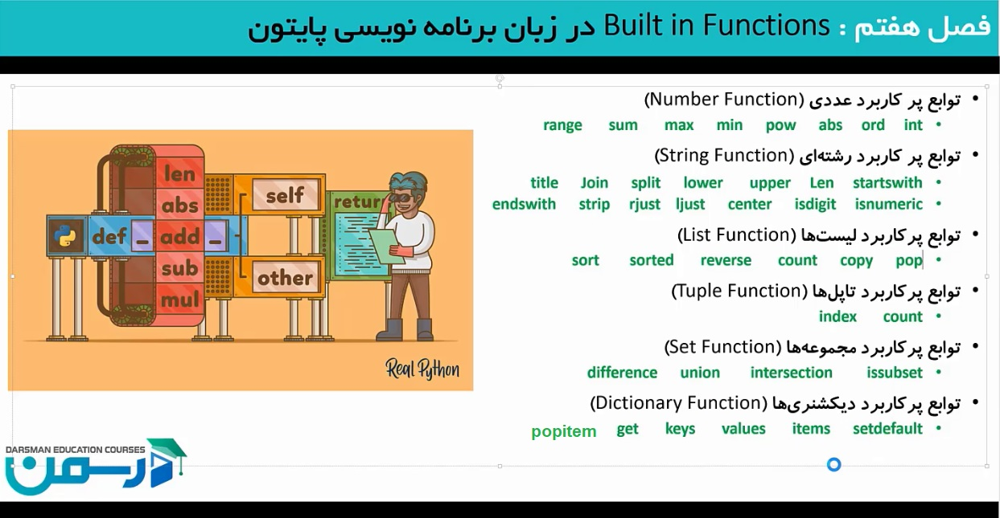 فصل هفتم : Built in Functions در زبان برنامه نویسی پایتون
• توابع پر کاربرد عددی (Number Function)
• int ord abs pow min max sum range
• توابع پر کاربرد رشته‌ای (String Function)
• startswith Len upper lower split Join title
• isnumeric isdigit center ljust rjust strip endswith
• توابع پرکاربرد لیست‌ها (List Function)
• pop copy count reverse sorted sort
• توابع پرکاربرد تاپل‌ها (Tuple Function)
• count index
• توابع پرکاربرد مجموعه‌ها (Set Function)
• issubset intersection union difference
• توابع پرکاربرد دیکشنری‌ها (Dictionary Function)
• setdefault items values keys get popitem
len
abs
def _ add _
sub
mul
self
other
return
Real Python
DARSMAN EDUCATION COURSES
درسمن